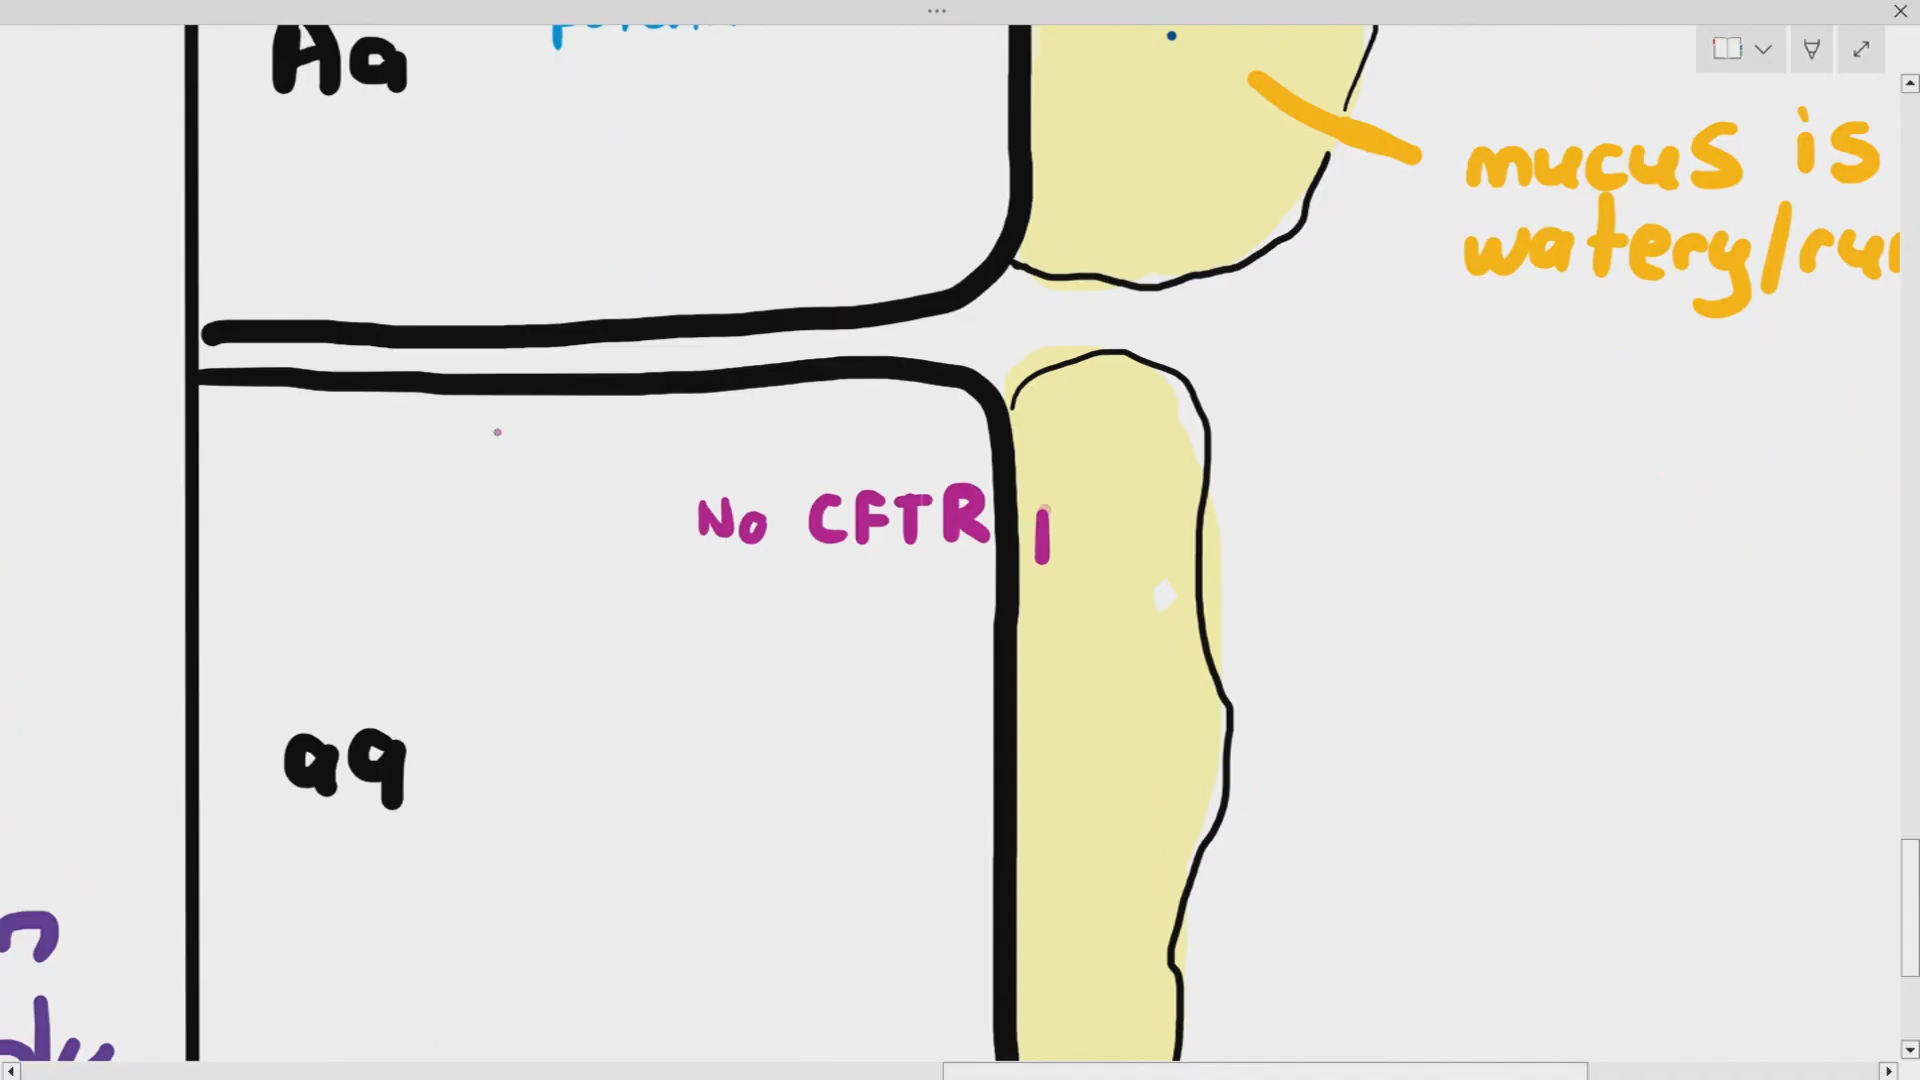 Aa
mucus is
watery/ru
No CFTR
aa